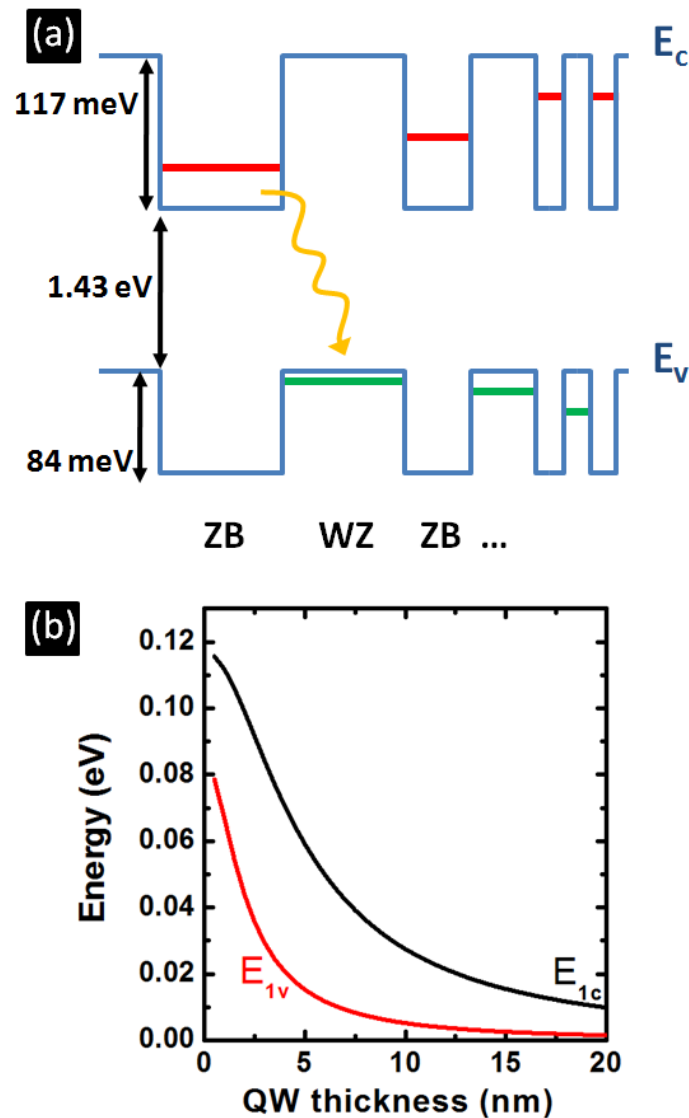 (a)
E_c
117 meV
1.43 eV
E_v
84 meV
ZB WZ ZB ...
(b)
0.12
0.10
0.08
0.06
0.04
0.02
0.00
Energy (eV)
E_1v
E_1c
0 5 10 15 20
QW thickness (nm)